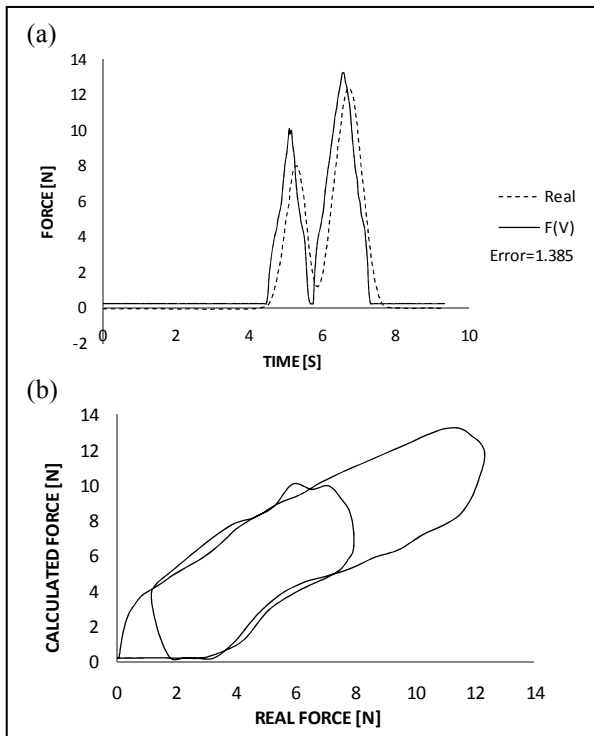 (a)
14
12
10
8
6
4
2
0
-2
FORCE [N]
0 2 4 6 8 10
TIME [S]
Real
F(V)
Error=1.385
(b)
14
12
10
8
6
4
2
0
CALCULATED FORCE [N]
0 2 4 6 8 10 12 14
REAL FORCE [N]